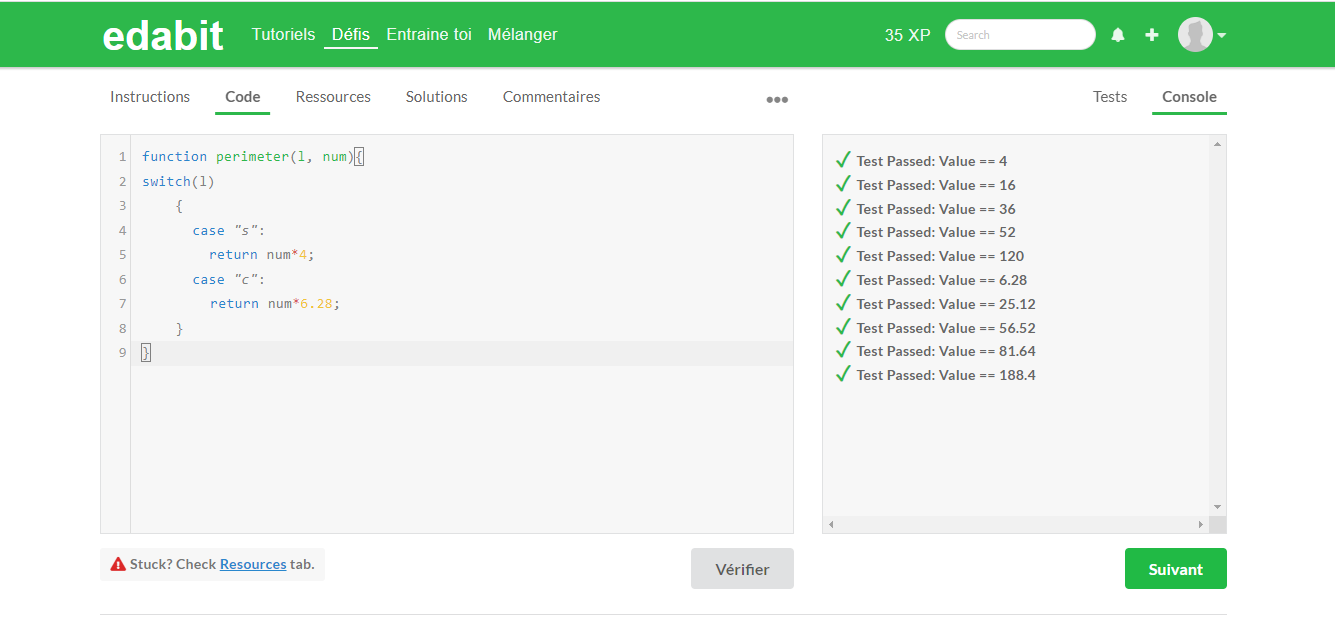 edabit Tutoriels Défis Entraine toi Mélanger 35 XP Search
Instructions Code Ressources Solutions Commentaires ••• Tests Console
1 function perimeter(l, num){
2 switch(l)
3 {
4 case "s":
5 return num*4;
6 case "c":
7 return num*6.28;
8 }
9 }
Test Passed: Value == 4
Test Passed: Value == 16
Test Passed: Value == 36
Test Passed: Value == 52
Test Passed: Value == 120
Test Passed: Value == 6.28
Test Passed: Value == 25.12
Test Passed: Value == 56.52
Test Passed: Value == 81.64
Test Passed: Value == 188.4
Stuck? Check Resources tab. Vérifier Suivant